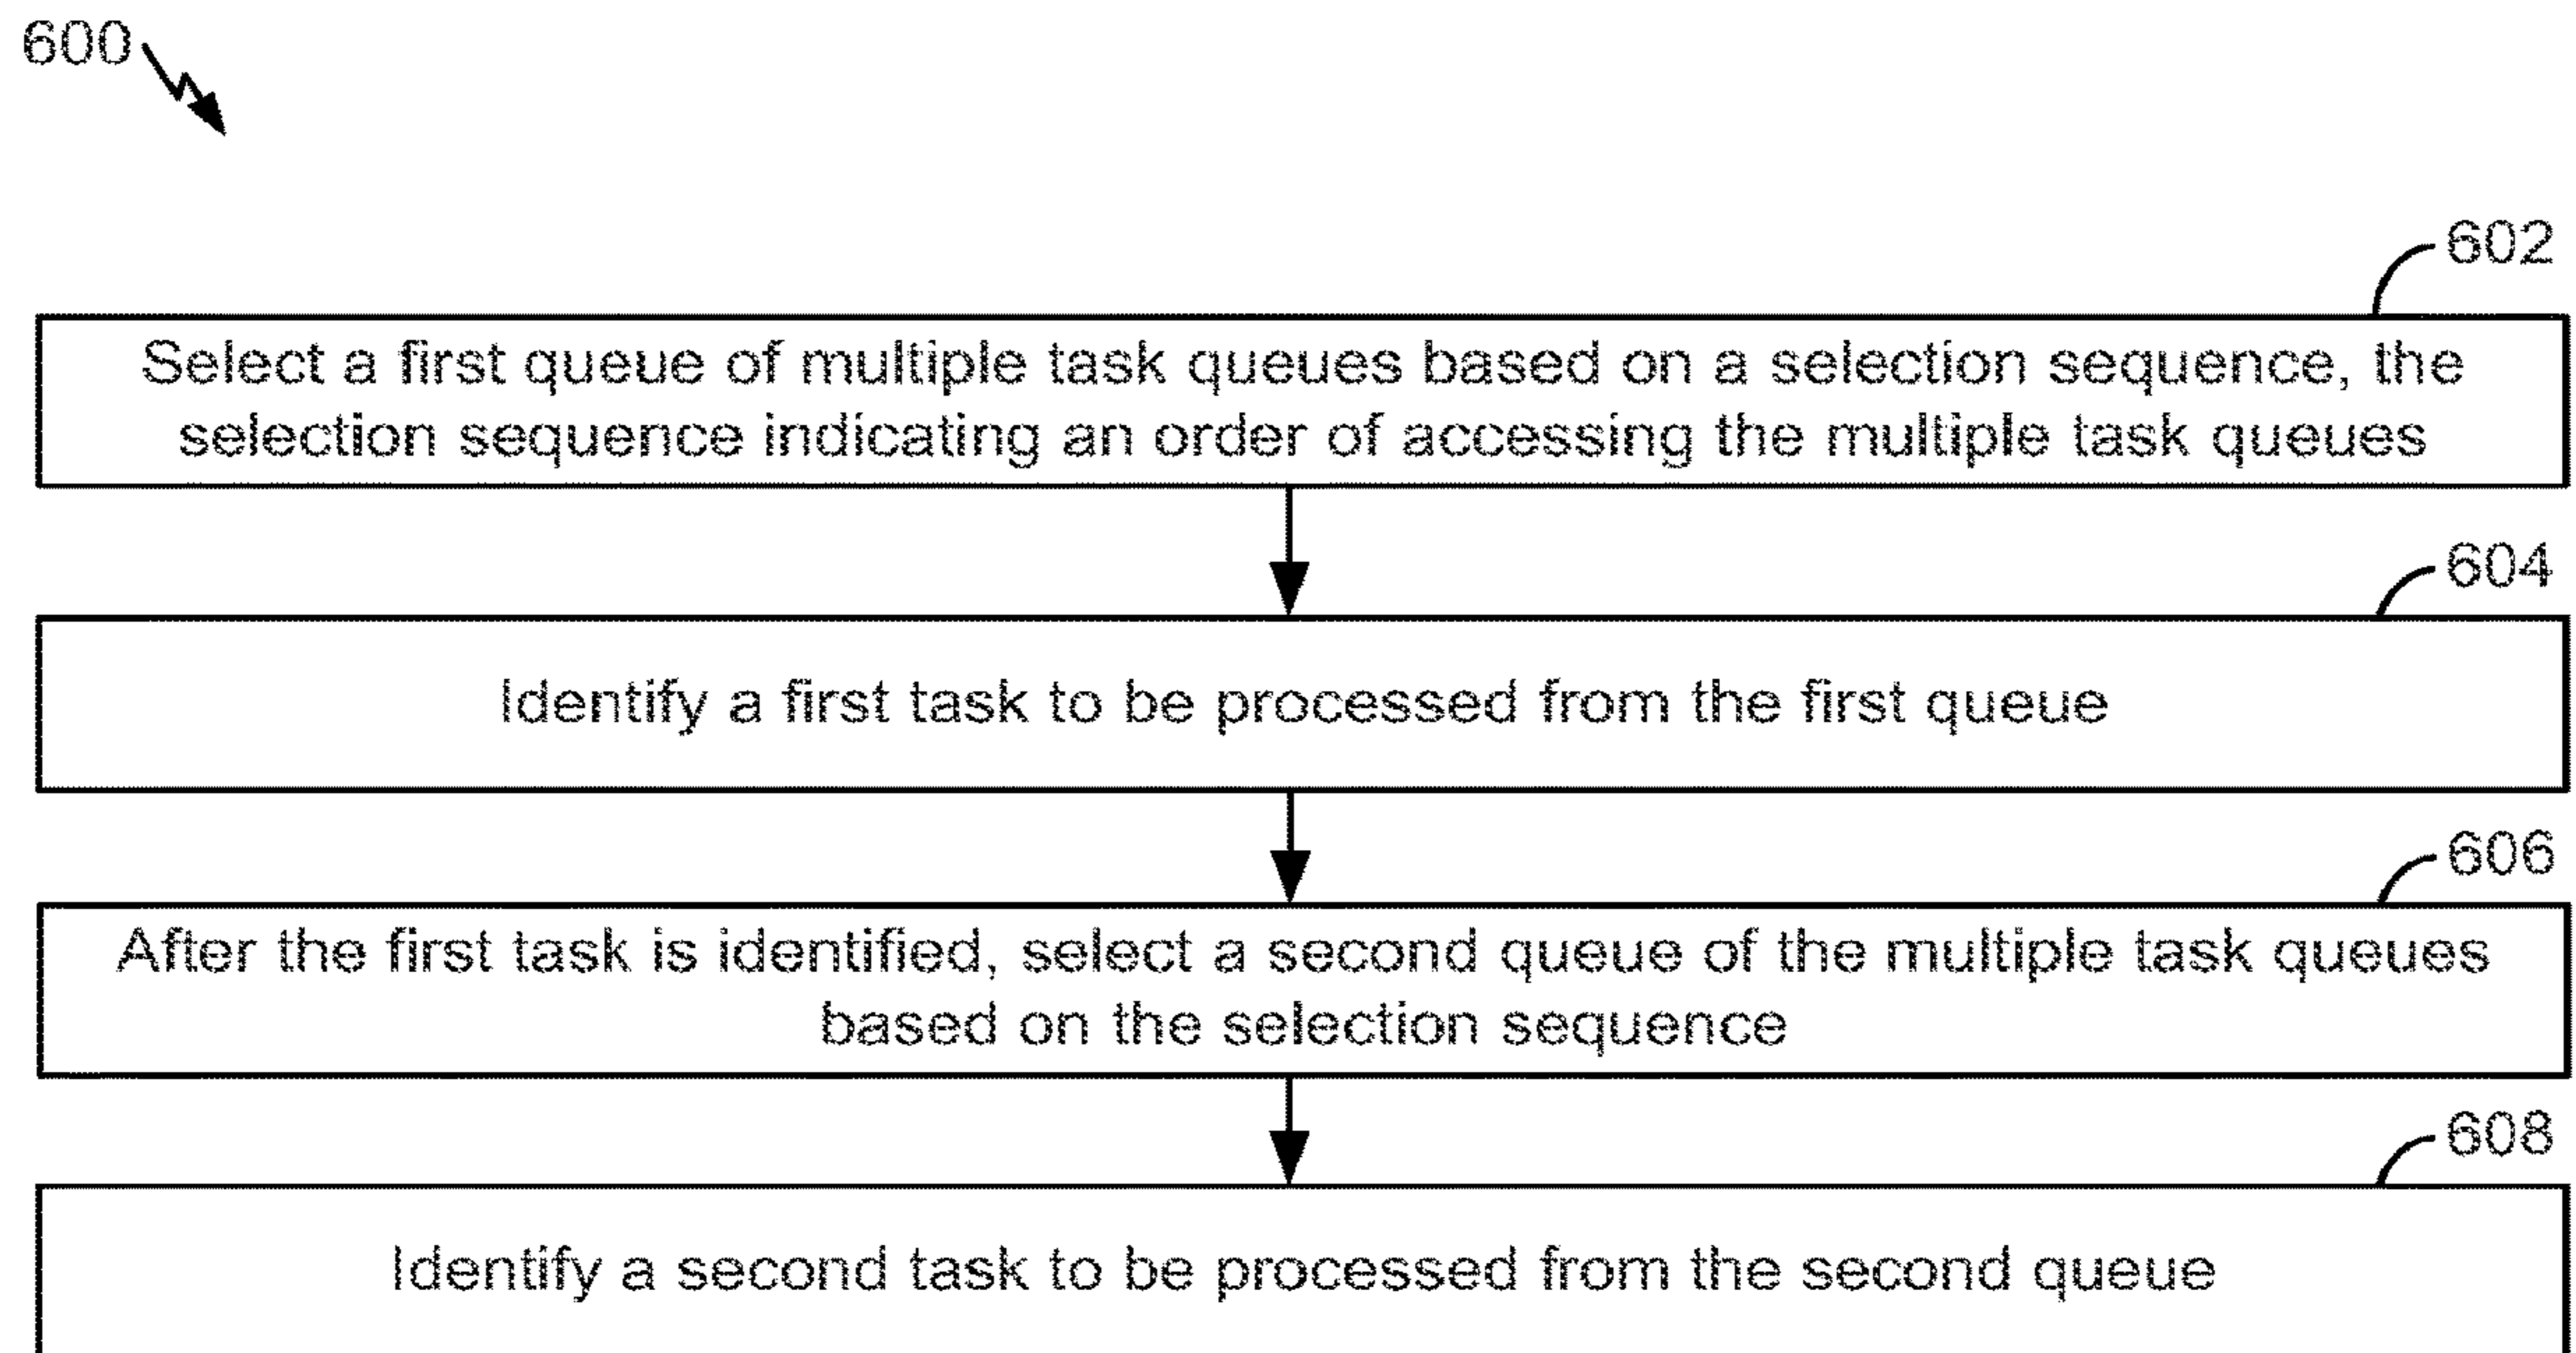 600
602
Select a first queue of multiple task queues based on a selection sequence, the
selection sequence indicating an order of accessing the multiple task queues
604
Identify a first task to be processed from the first queue
606
After the first task is identified, select a second queue of the multiple task queues
based on the selection sequence
608
Identify a second task to be processed from the second queue